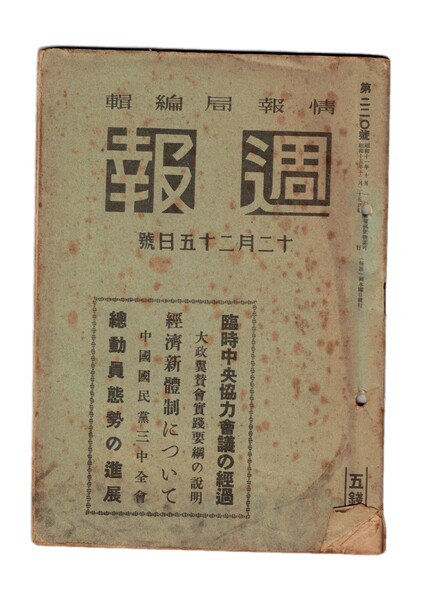 情報局編輯
週報
十二月二十五日號
臨時中央協力會議の經過
大政翼賛會實踐要綱の說明
經濟新體制について
中國國民黨三中全會
總動員態勢の進展
第二二〇號
五錢